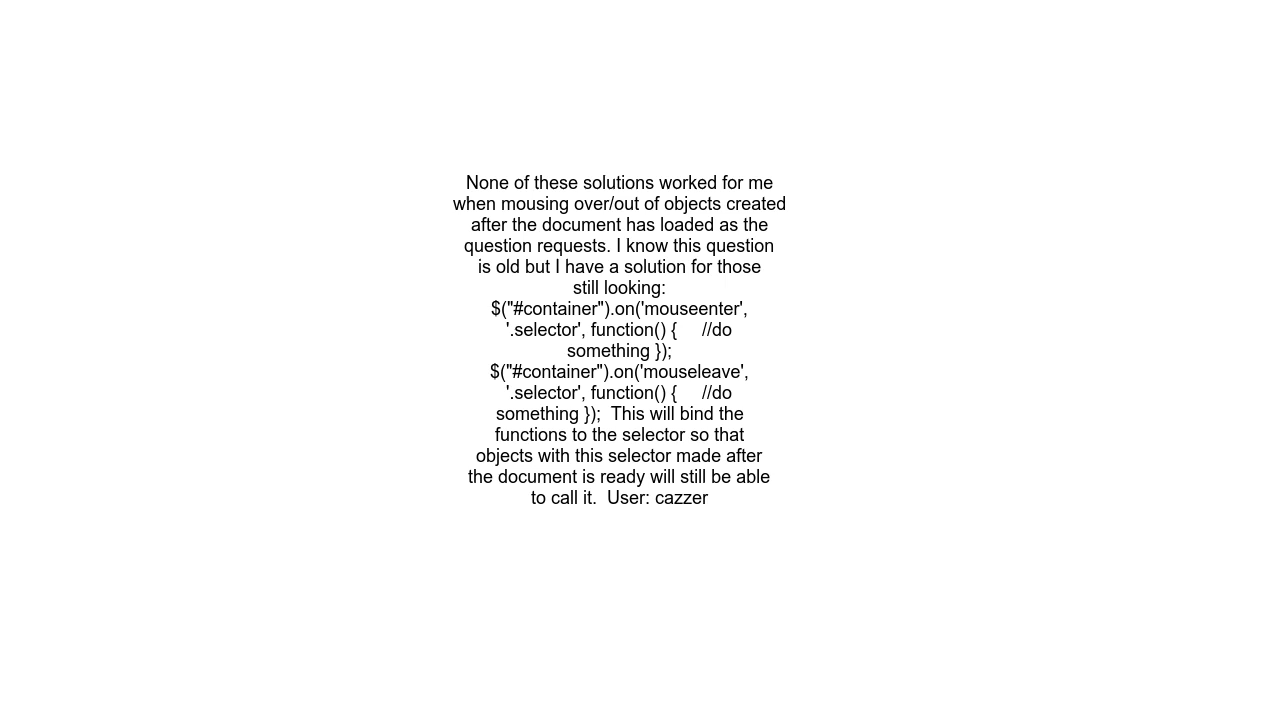 None of these solutions worked for me
when mousing over/out of objects created
after the document has loaded as the
question requests. I know this question
is old but I have a solution for those
still looking:
$("#container").on('mouseenter',
'.selector', function() {     //do
something });
$("#container").on('mouseleave',
'.selector', function() {     //do
something });  This will bind the
functions to the selector so that
objects with this selector made after
the document is ready will still be able
to call it.  User: cazzer